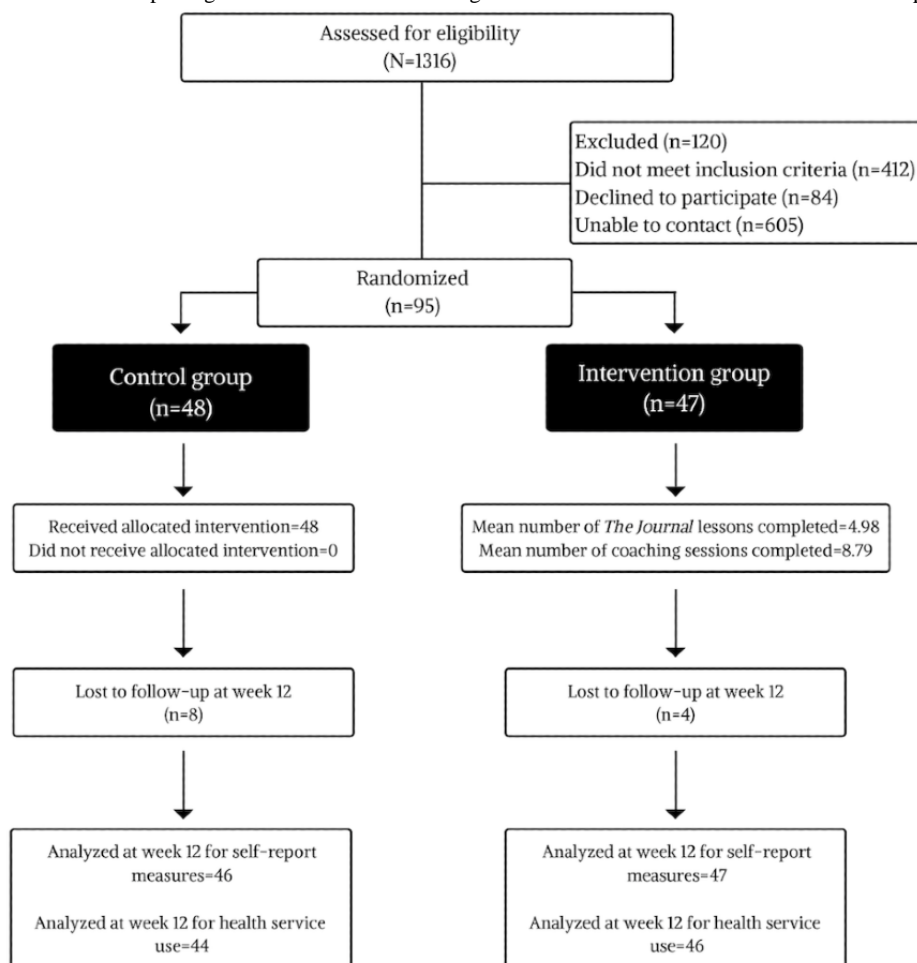 Assessed for eligibility
(N=1316)
Excluded (n=120)
Did not meet inclusion criteria (n=412)
Declined to participate (n=84)
Unable to contact (n=605)
Randomized
(n=95)
Control group
(n=48)
Intervention group
(n=47)
Received allocated intervention=48
Did not receive allocated intervention=0
Mean number of The Journal lessons completed=4.98
Mean number of coaching sessions completed=8.79
Lost to follow-up at week 12
(n=8)
Lost to follow-up at week 12
(n=4)
Analyzed at week 12 for self-report
measures=46
Analyzed at week 12 for health service
use=44
Analyzed at week 12 for self-report
measures=47
Analyzed at week 12 for health service
use=46